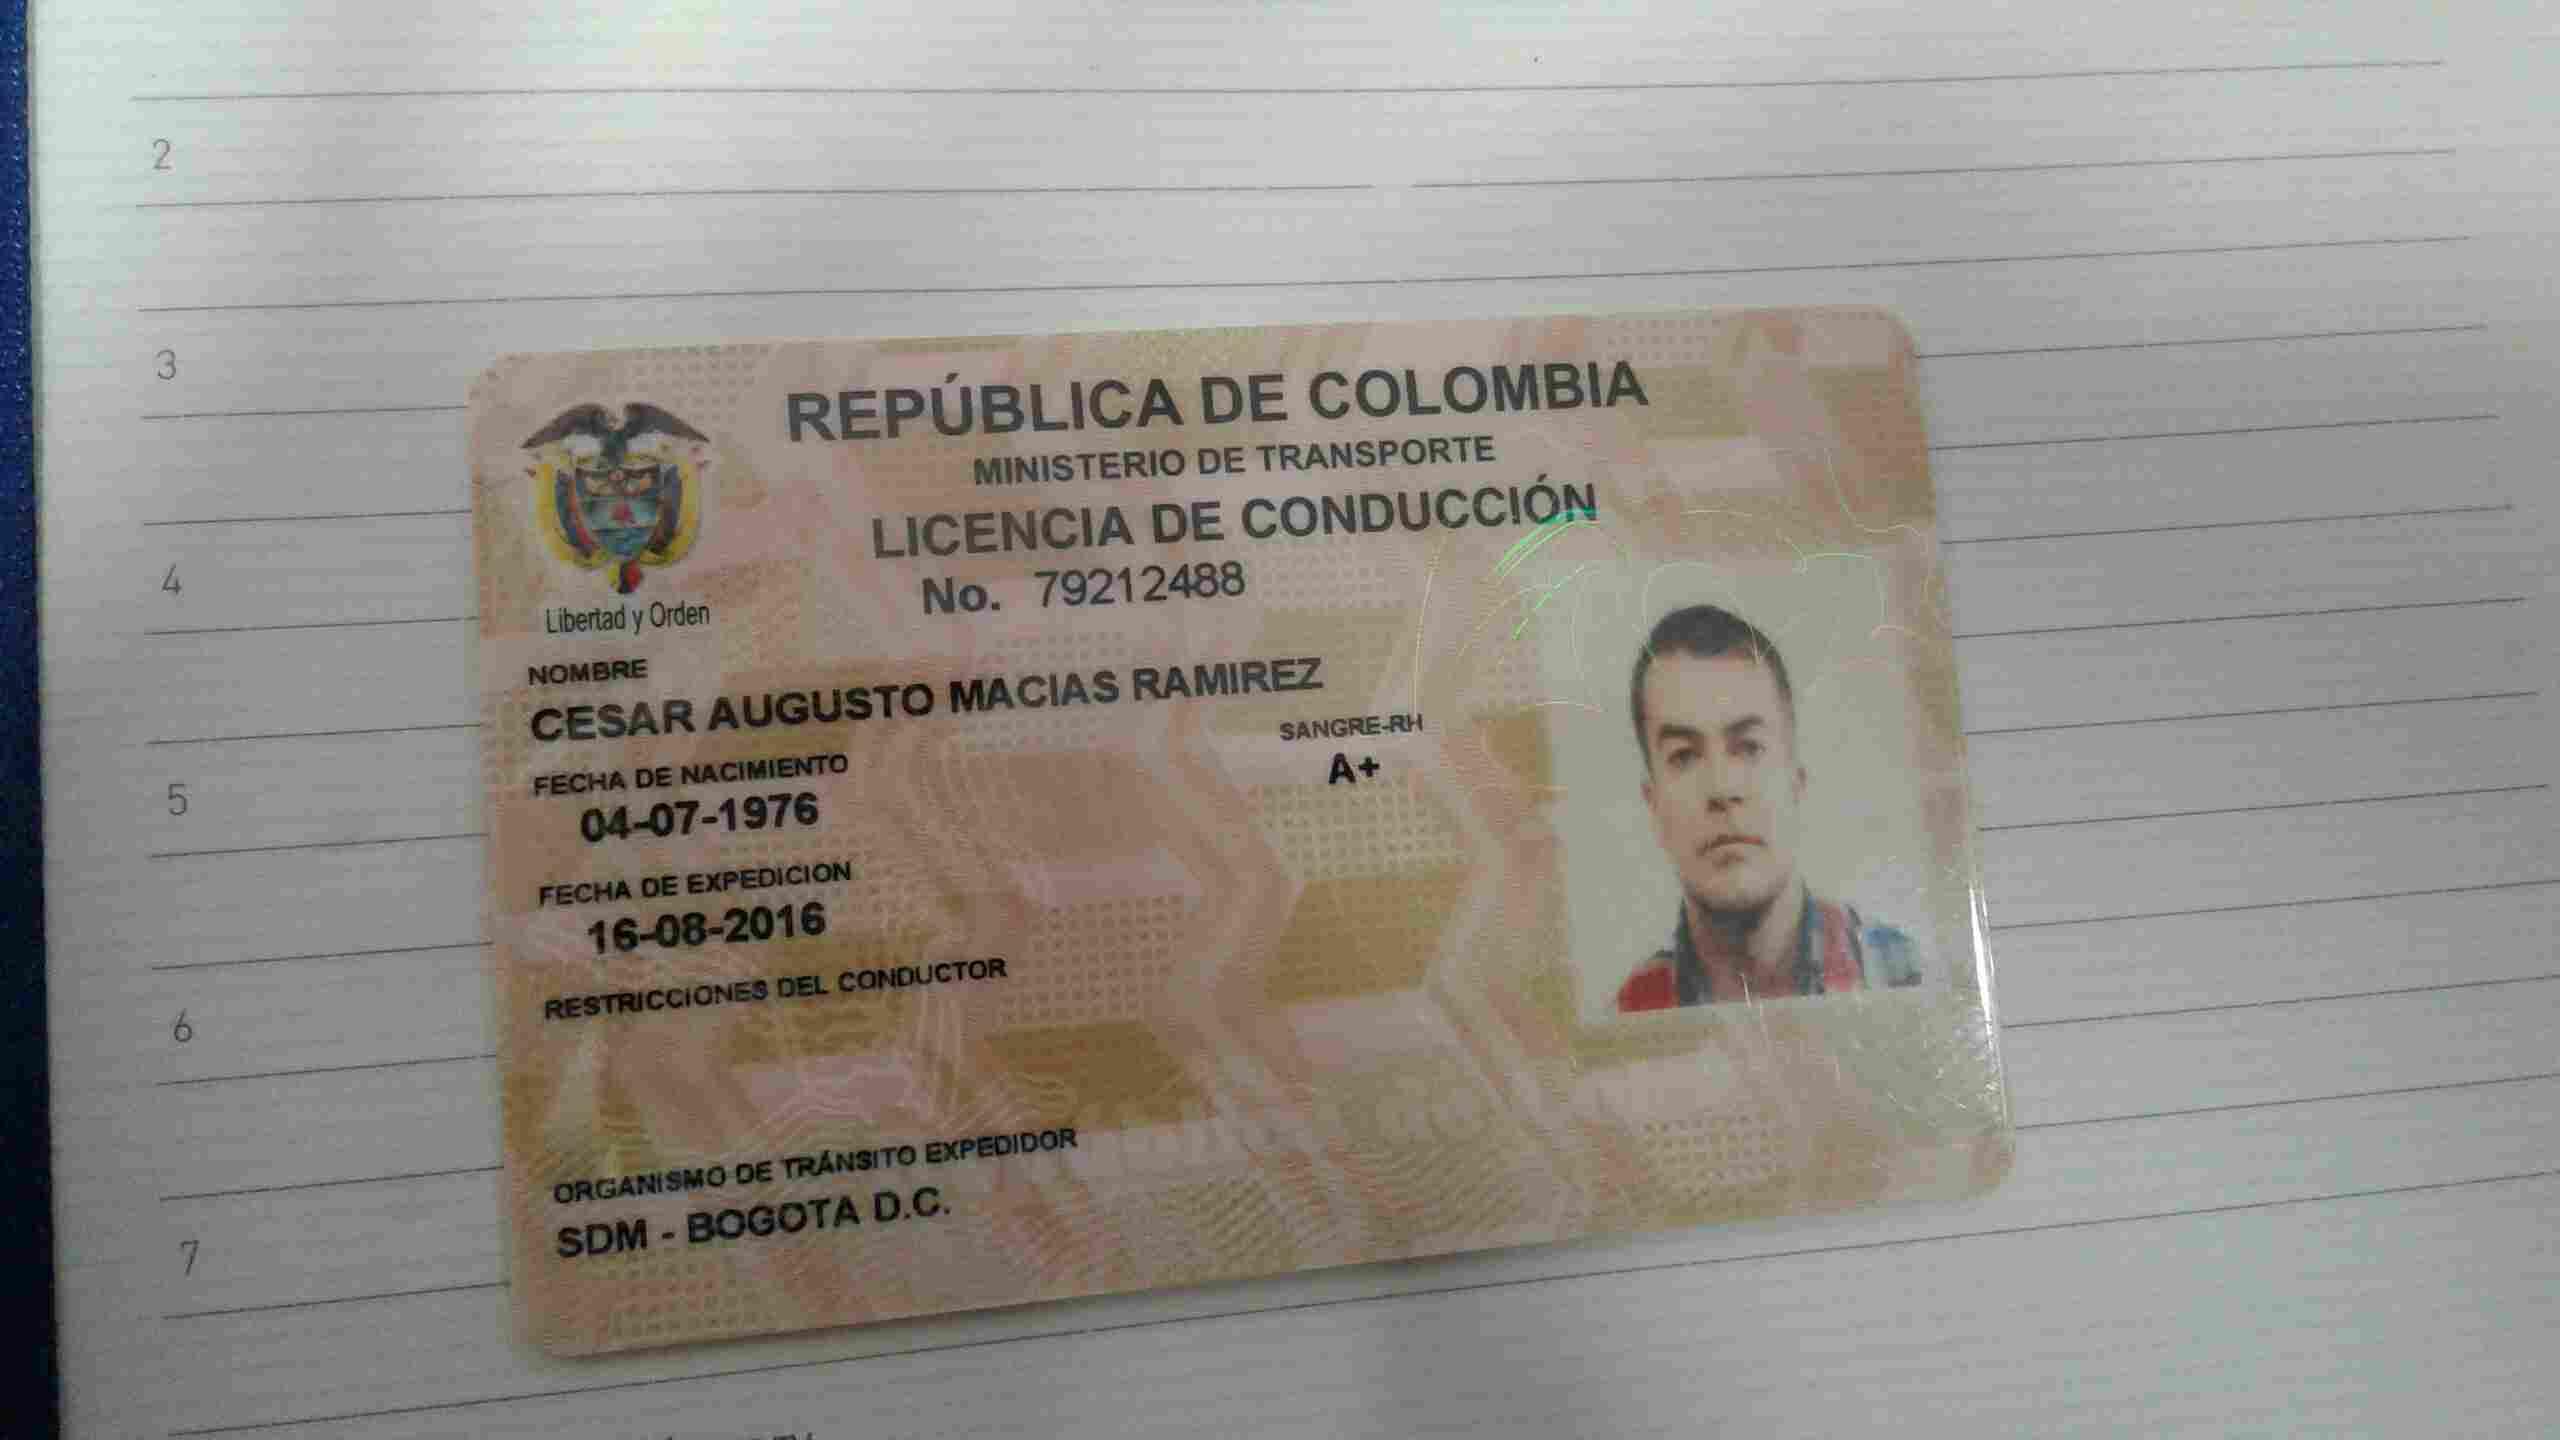 2
3
4
5
6
7
REPÚBLICA DE COLOMBIA
MINISTERIO DE TRANSPORTE
LICENCIA DE CONDUCCIÓN
No. 79212488
Libertad y Orden
NOMBRE
CESAR AUGUSTO MACIAS RAMIREZ
FECHA DE NACIMIENTO
04-07-1976
SANGRE-RH
A+
FECHA DE EXPEDICION
16-08-2016
RESTRICCIONES DEL CONDUCTOR
ORGANISMO DE TRÁNSITO EXPEDIDOR
SDM - BOGOTA D.C.